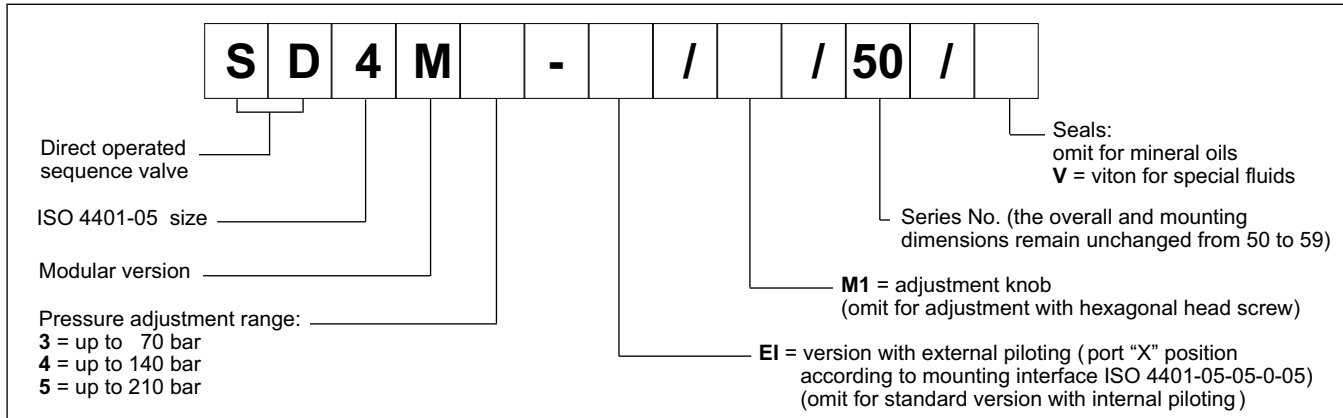 S D 4 M - / / 50 /
Direct operated
sequence valve
ISO 4401-05 size
Modular version
Pressure adjustment range:
3 = up to 70 bar
4 = up to 140 bar
5 = up to 210 bar
Seals:
omit for mineral oils
V = viton for special fluids
Series No. (the overall and mounting
dimensions remain unchanged from 50 to 59)
M1 = adjustment knob
(omit for adjustment with hexagonal head screw)
EI = version with external piloting (port “X” position
according to mounting interface ISO 4401-05-05-0-05)
(omit for standard version with internal piloting)